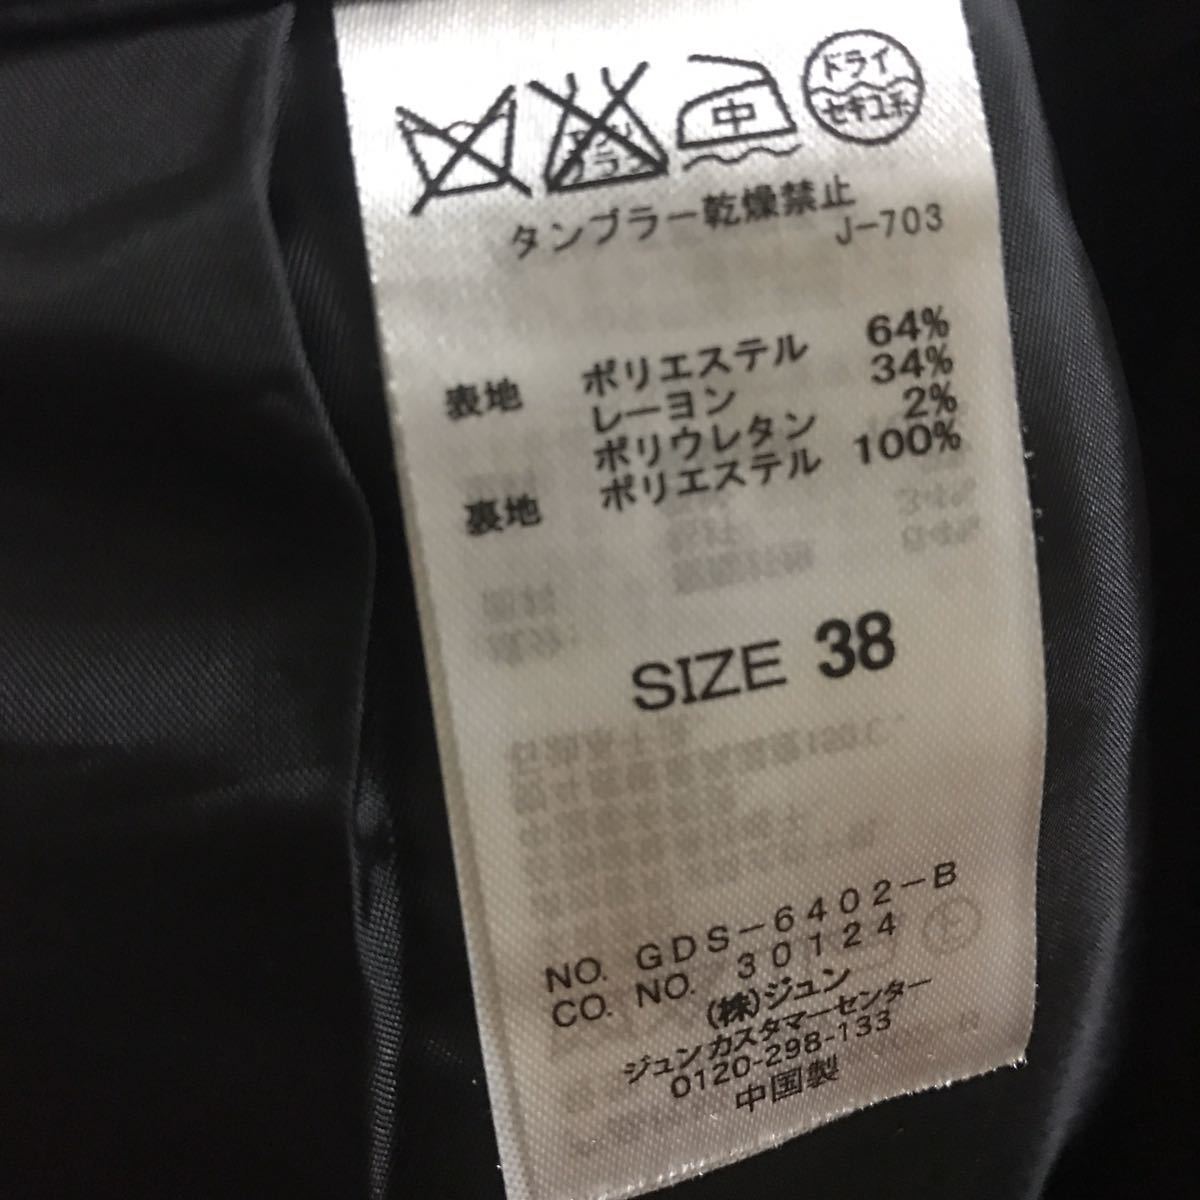 中
ドライ
セキユ系
タンブラー乾燥禁止
J-703
表地 ポリエステル 64%
レーヨン 34%
ポリウレタン 2%
裏地 ポリエステル 100%
SIZE 38
NO. GDS-6402-B
CO. NO. 30124
(株)ジュン
ジュンカスタマーセンター
0120-298-133
中国製